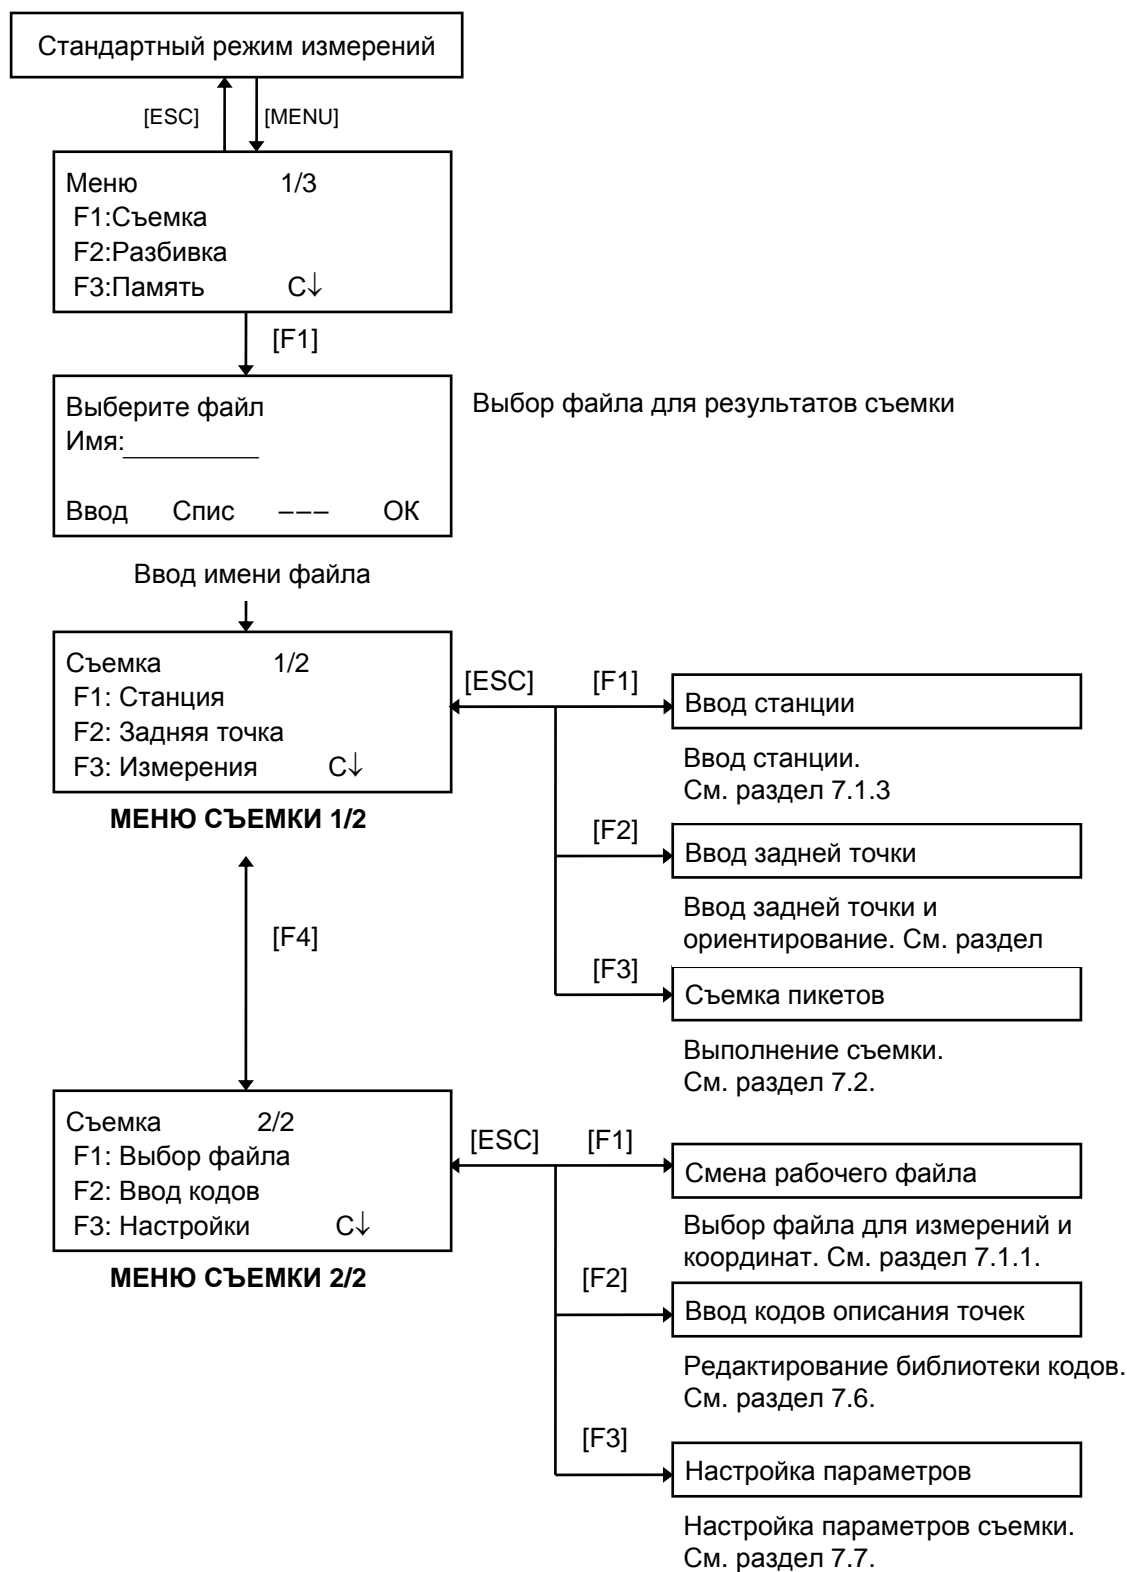 Стандартный режим измерений
[ESC] [MENU]
Меню 1/3
F1:Съемка
F2:Разбивка
F3:Память С↓
[F1]
Выберите файл
Имя:
Ввод Спис ––– ОК
Выбор файла для результатов съемки
Ввод имени файла
Съемка 1/2
F1: Станция
F2: Задняя точка
F3: Измерения С↓
МЕНЮ СЪЕМКИ 1/2
[ESC] [F1]
Ввод станции
Ввод станции.
См. раздел 7.1.3
[F2]
Ввод задней точки
Ввод задней точки и
ориентирование. См. раздел
[F3]
Съемка пикетов
Выполнение съемки.
См. раздел 7.2.
[F4]
Съемка 2/2
F1: Выбор файла
F2: Ввод кодов
F3: Настройки С↓
МЕНЮ СЪЕМКИ 2/2
[ESC] [F1]
Смена рабочего файла
Выбор файла для измерений и
координат. См. раздел 7.1.1.
[F2]
Ввод кодов описания точек
Редактирование библиотеки кодов.
См. раздел 7.6.
[F3]
Настройка параметров
Настройка параметров съемки.
См. раздел 7.7.